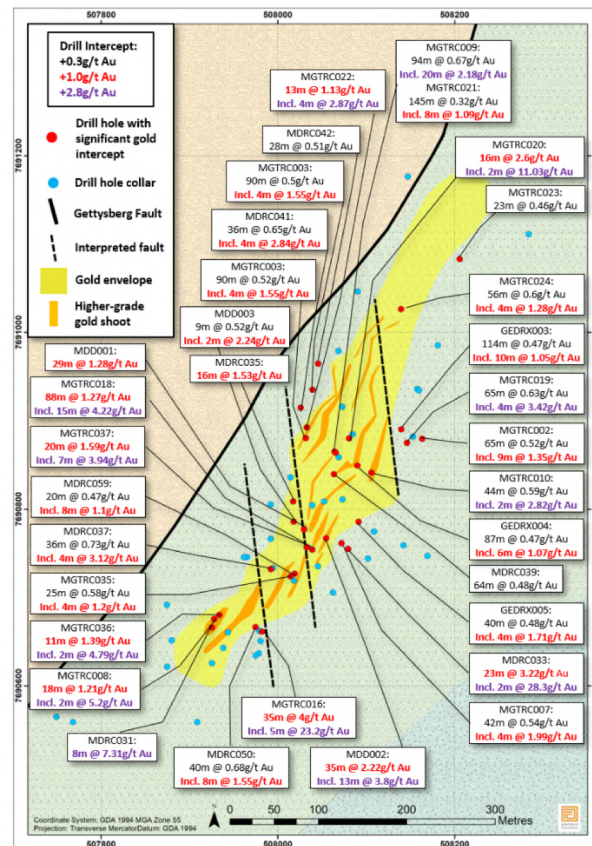 507800
508000
508200
Drill Intercept:
+0.3g/t Au
+1.0g/t Au
+2.8g/t Au
Drill hole with
significant gold
intercept
Drill hole collar
Gettysberg Fault
Interpreted fault
Gold envelope
Higher-grade
gold shoot
MGTRC009:
94m @ 0.67g/t Au
Incl. 20m @ 2.18g/t Au
MGTRC021:
145m @ 0.32g/t Au
Incl. 8m @ 1.09g/t Au
MGTRC022:
13m @ 1.13g/t Au
Incl. 4m @ 2.87g/t Au
MDRC042:
28m @ 0.51g/t Au
MGTRC003:
90m @ 0.5g/t Au
Incl. 4m @ 1.55g/t Au
MDRC041:
36m @ 0.65g/t Au
Incl. 4m @ 2.84g/t Au
MGTRC003:
90m @ 0.52g/t Au
Incl. 4m @ 1.55g/t Au
MDD003
9m @ 0.52g/t Au
Incl. 2m @ 2.24g/t Au
MDRC035:
16m @ 1.53g/t Au
MGTRC020:
16m @ 2.6g/t Au
Incl. 2m @ 11.03g/t Au
MGTRC023:
23m @ 0.46g/t Au
MGTRC024:
56m @ 0.6g/t Au
Incl. 4m @ 1.28g/t Au
GEDRX003:
114m @ 0.47g/t Au
Incl. 10m @ 1.05g/t Au
MGTRC019:
65m @ 0.63g/t Au
Incl. 4m @ 3.42g/t Au
MGTRC002:
65m @ 0.52g/t Au
Incl. 9m @ 1.35g/t Au
MGTRC010:
44m @ 0.59g/t Au
Incl. 2m @ 2.82g/t Au
GEDRX004:
87m @ 0.47g/t Au
Incl. 6m @ 1.07g/t Au
MDRC039:
64m @ 0.48g/t Au
GEDRX005:
40m @ 0.48g/t Au
Incl. 4m @ 1.71g/t Au
MDRC033:
23m @ 3.22g/t Au
Incl. 2m @ 28.3g/t Au
MGTRC007:
42m @ 0.54g/t Au
Incl. 4m @ 1.99g/t Au
MDD001:
29m @ 1.28g/t Au
MGTRC018:
88m @ 1.27g/t Au
Incl. 15m @ 4.22g/t Au
MGTRC037:
20m @ 1.59g/t Au
Incl. 7m @ 3.94g/t Au
MDRC059:
20m @ 0.47g/t Au
Incl. 8m @ 1.1g/t Au
MDRC037:
36m @ 0.73g/t Au
Incl. 4m @ 3.12g/t Au
MGTRC035:
25m @ 0.58g/t Au
Incl. 4m @ 1.2g/t Au
MGTRC036:
11m @ 1.39g/t Au
Incl. 2m @ 4.79g/t Au
MGTRC008:
18m @ 1.21g/t Au
Incl. 2m @ 5.2g/t Au
MDRC031:
8m @ 7.31g/t Au
MDRC050:
40m @ 0.68g/t Au
Incl. 8m @ 1.55g/t Au
MGTRC016:
35m @ 4g/t Au
Incl. 5m @ 23.2g/t Au
MDD002:
35m @ 2.22g/t Au
Incl. 13m @ 3.8g/t Au
7691200
7691000
7690800
7690600
Coordinate System: GDA 1994 MGA Zone 55
Projection: Transverse MercatorDatum: GDA 1994
0 50 100 200 300
Metres
507800
508000
508200